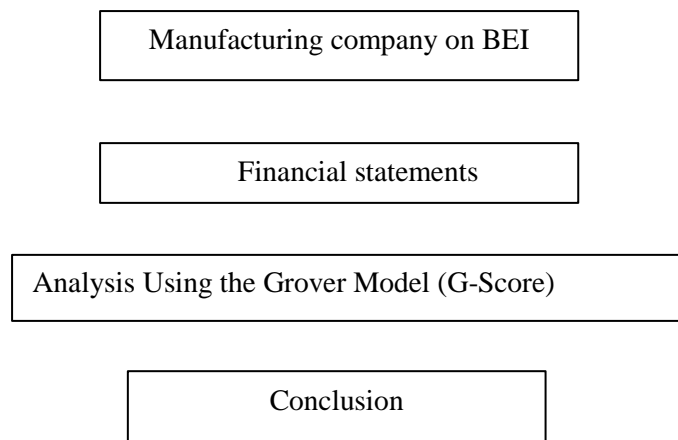 Manufacturing company on BEI
Financial statements
Analysis Using the Grover Model (G-Score)
Conclusion